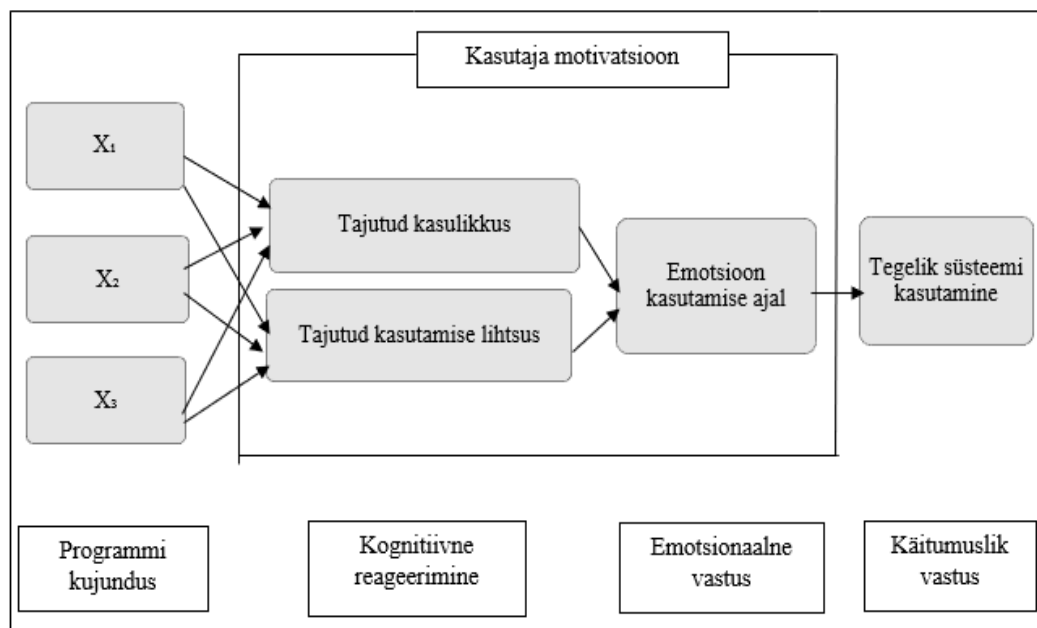 Kasutaja motivatsioon
X₁
X₂
X₃
Tajutud kasulikkus
Tajutud kasutamise lihtsus
Emotsioon
kasutamise ajal
Tegelik süsteemi
kasutamine
Programmi
kujundus
Kognitiivne
reageerimine
Emotsionaalne
vastus
Käitumuslik
vastus